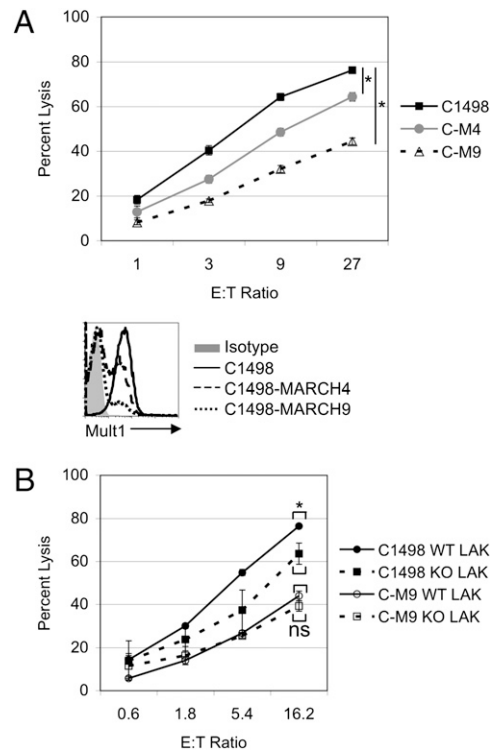 A
100
80
60
40
20
0
Percent Lysis
*
*
C1498
C-M4
C-M9
1 3 9 27
E:T Ratio
Isotype
C1498
C1498-MARCH4
C1498-MARCH9
Mult1
B
100
80
60
40
20
0
Percent Lysis
*
ns
C1498 WT LAK
C1498 KO LAK
C-M9 WT LAK
C-M9 KO LAK
0.6 1.8 5.4 16.2
E:T Ratio